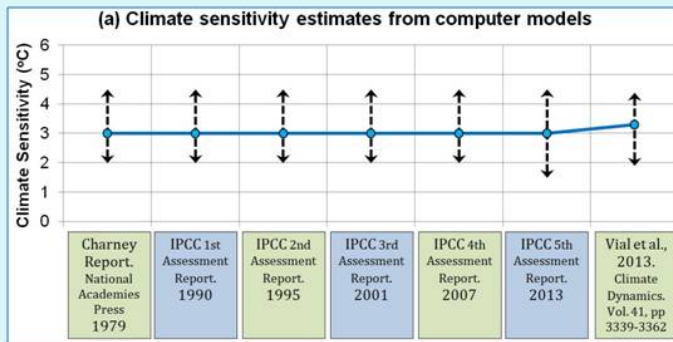 (a) Climate sensitivity estimates from computer models
Climate Sensitivity (°C)
6
5
4
3
2
1
0
Charney
Report.
National
Academies
Press
1979
IPCC 1st
Assessment
Report.
1990
IPCC 2nd
Assessment
Report.
1995
IPCC 3rd
Assessment
Report.
2001
IPCC 4th
Assessment
Report.
2007
IPCC 5th
Assessment
Report.
2013
Vial et al.,
2013.
Climate
Dynamics.
Vol. 41, pp
3339-3362